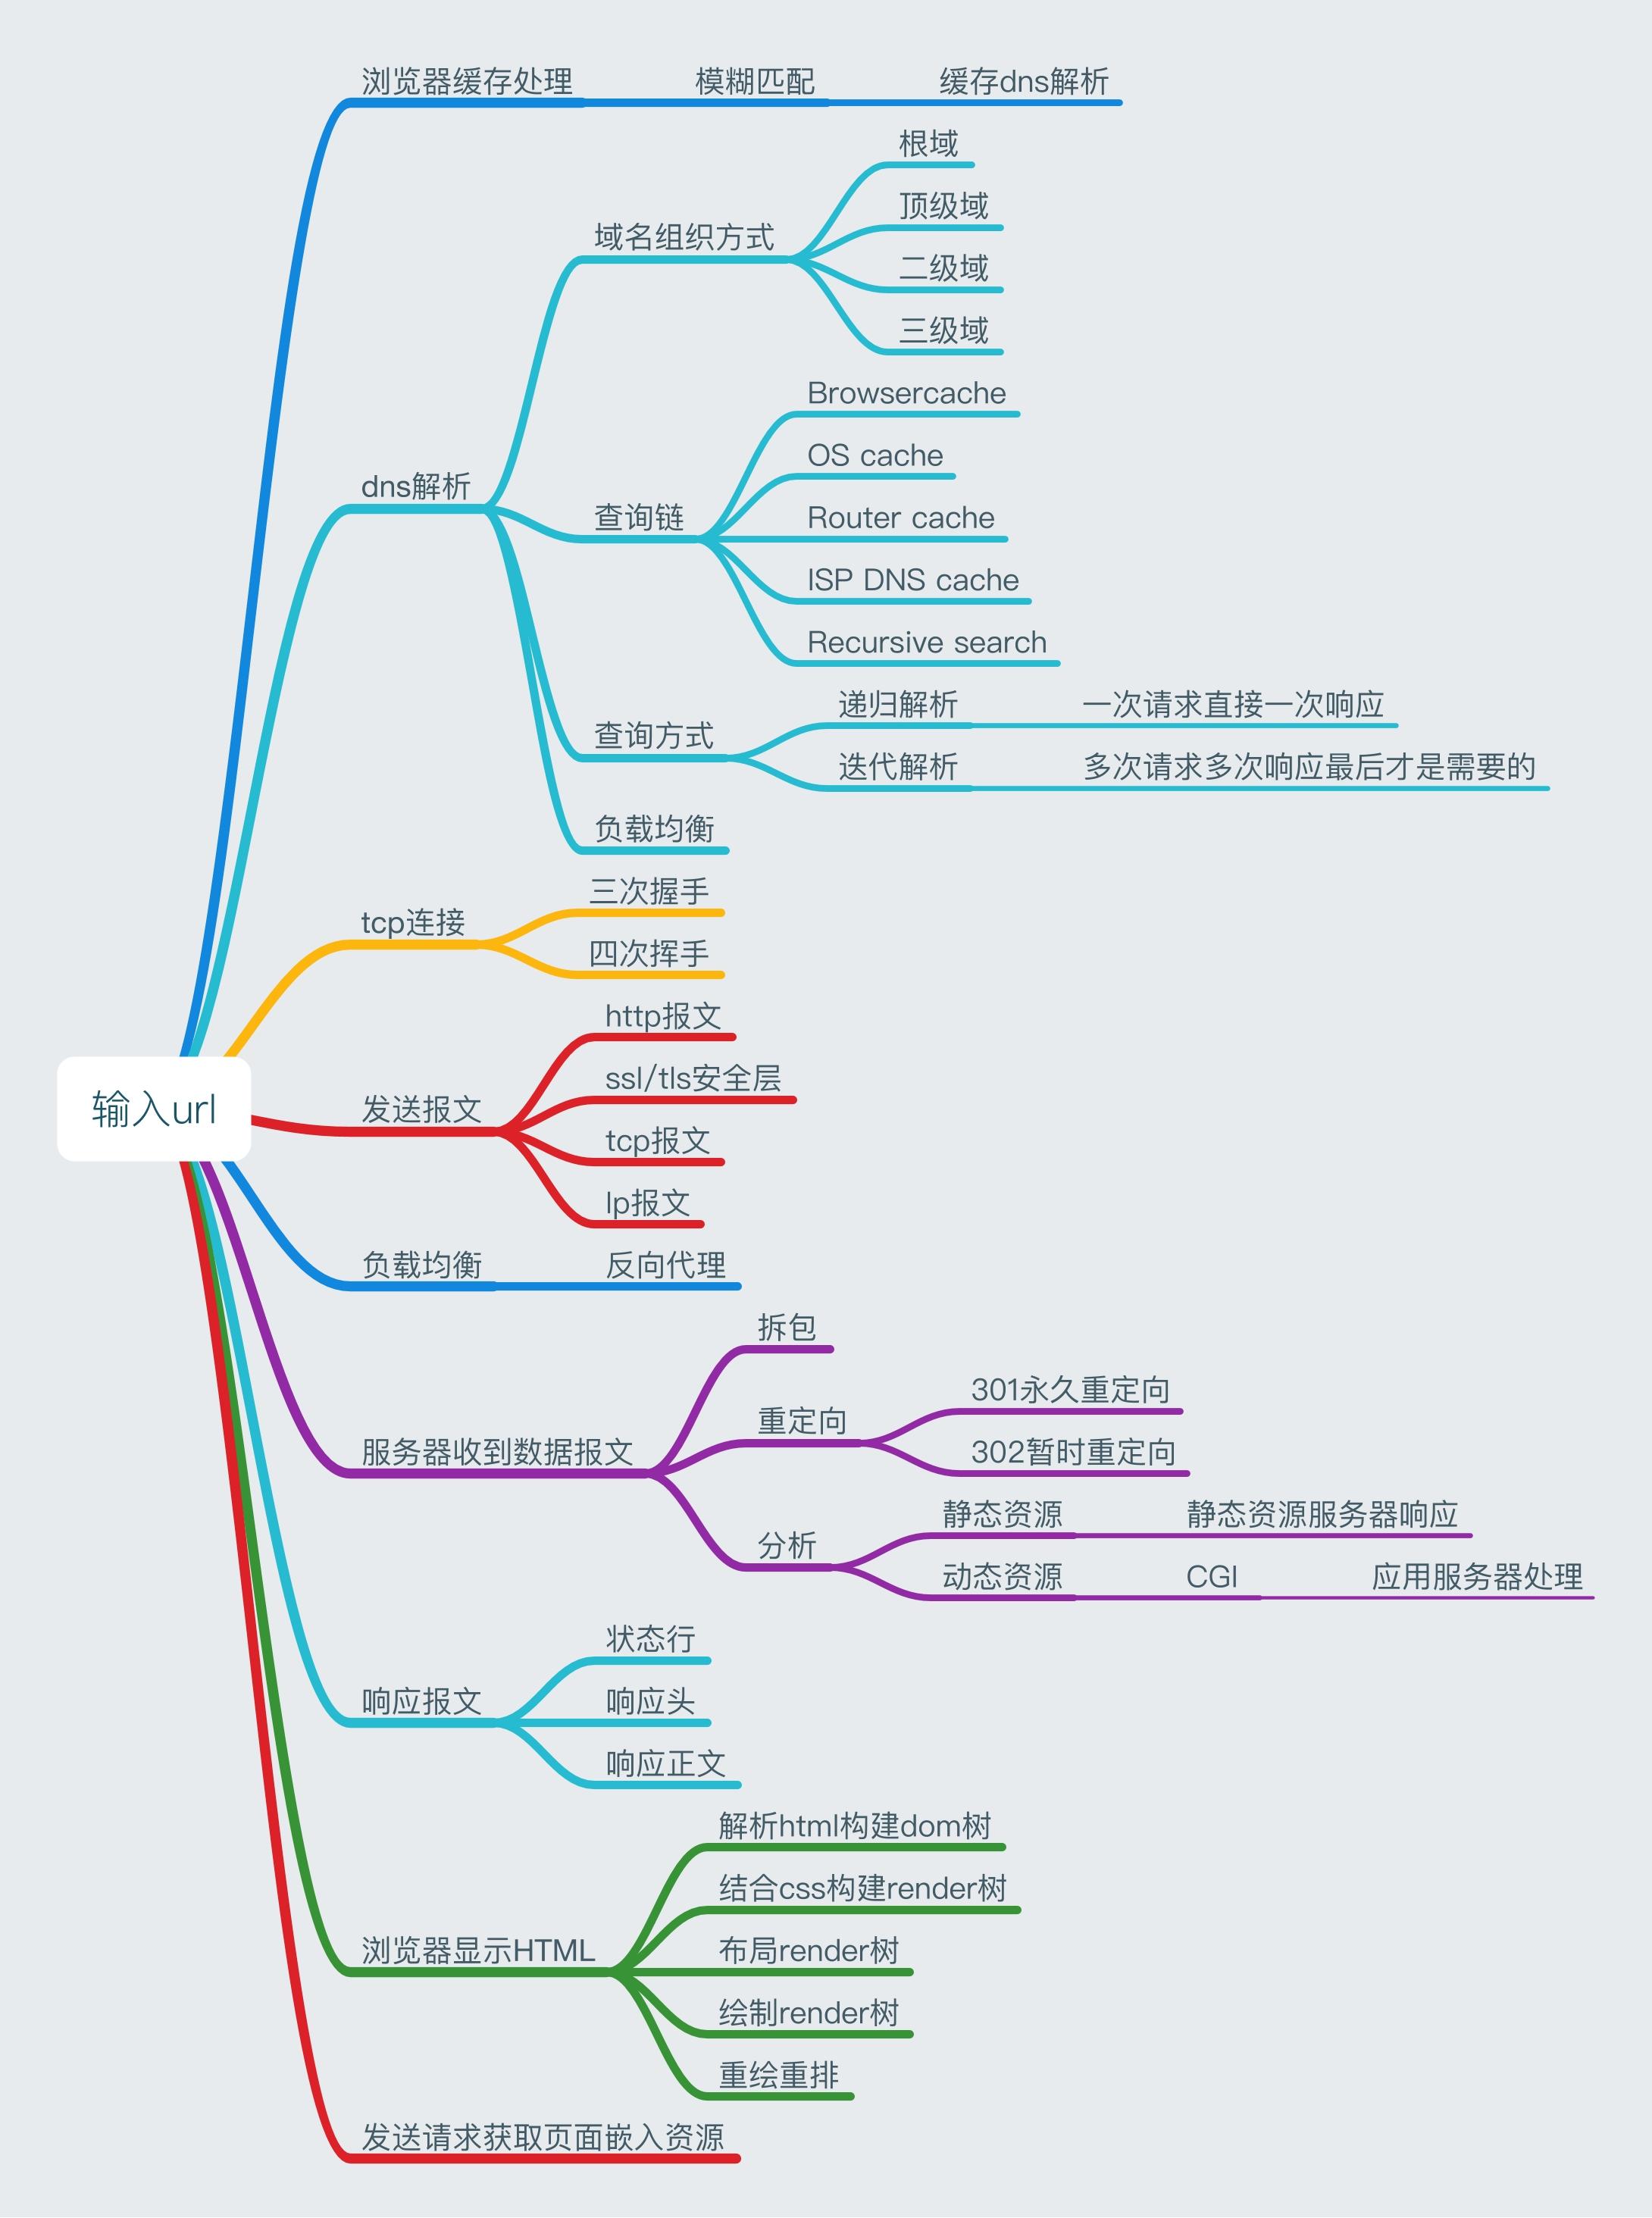 浏览器缓存处理 模糊匹配 缓存dns解析
根域
顶级域
域名组织方式
二级域
三级域
Browsercache
OS cache
dns解析
查询链
Router cache
ISP DNS cache
Recursive search
递归解析 一次请求直接一次响应
查询方式
迭代解析 多次请求多次响应最后才是需要的
负载均衡
三次握手
tcp连接
四次挥手
http报文
ssl/tls安全层
输入url
发送报文
tcp报文
Ip报文
负载均衡 反向代理
拆包
301永久重定向
重定向
302暂时重定向
服务器收到数据报文
静态资源 静态资源服务器响应
分析
动态资源 CGI 应用服务器处理
状态行
响应报文 响应头
响应正文
解析html构建dom树
结合css构建render树
浏览器显示HTML 布局render树
绘制render树
重绘重排
发送请求获取页面嵌入资源